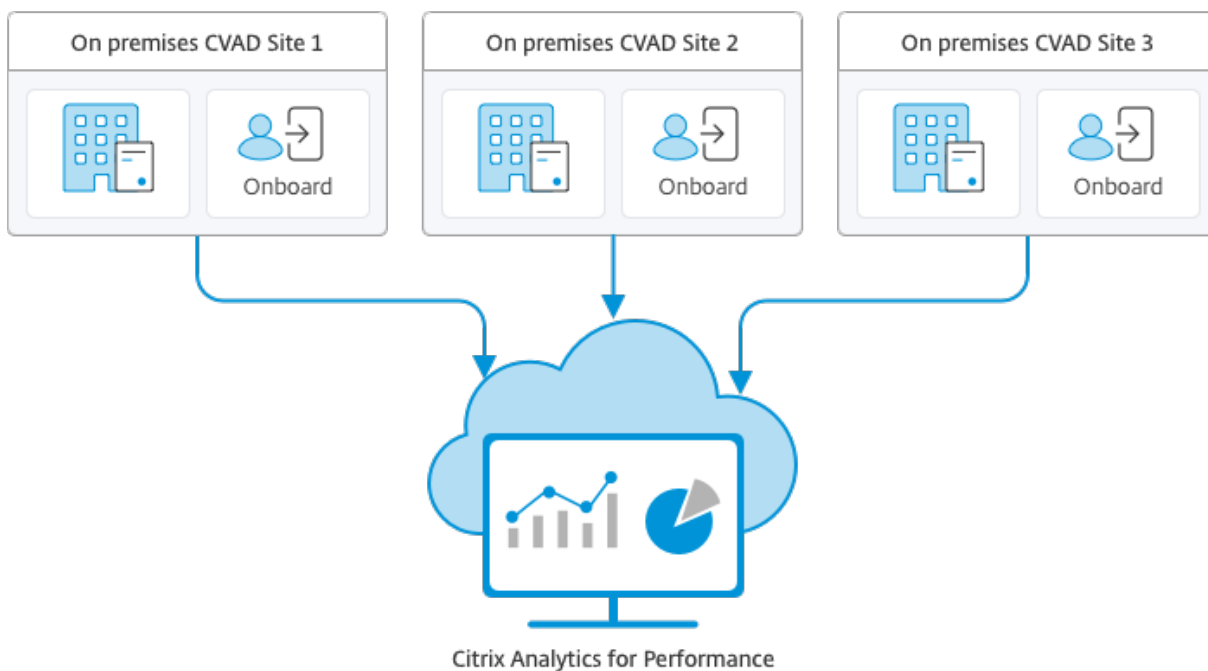 On premises CVAD Site 1
On premises CVAD Site 2
On premises CVAD Site 3
Onboard
Onboard
Onboard
Citrix Analytics for Performance